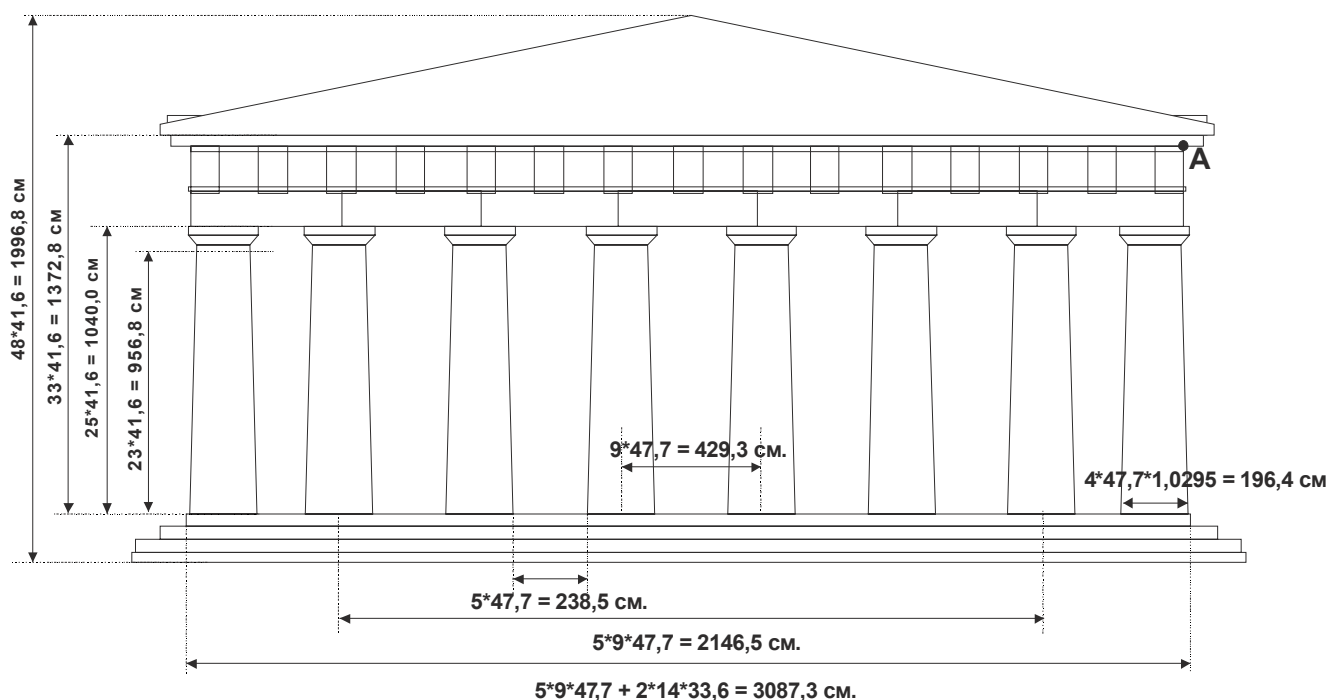 48*41,6 = 1996,8 см
33*41,6 = 1372,8 см
25*41,6 = 1040,0 см
23*41,6 = 956,8 см
A
9*47,7 = 429,3 см.
4*47,7*1,0295 = 196,4 см
5*47,7 = 238,5 см.
5*9*47,7 = 2146,5 см.
5*9*47,7 + 2*14*33,6 = 3087,3 см.